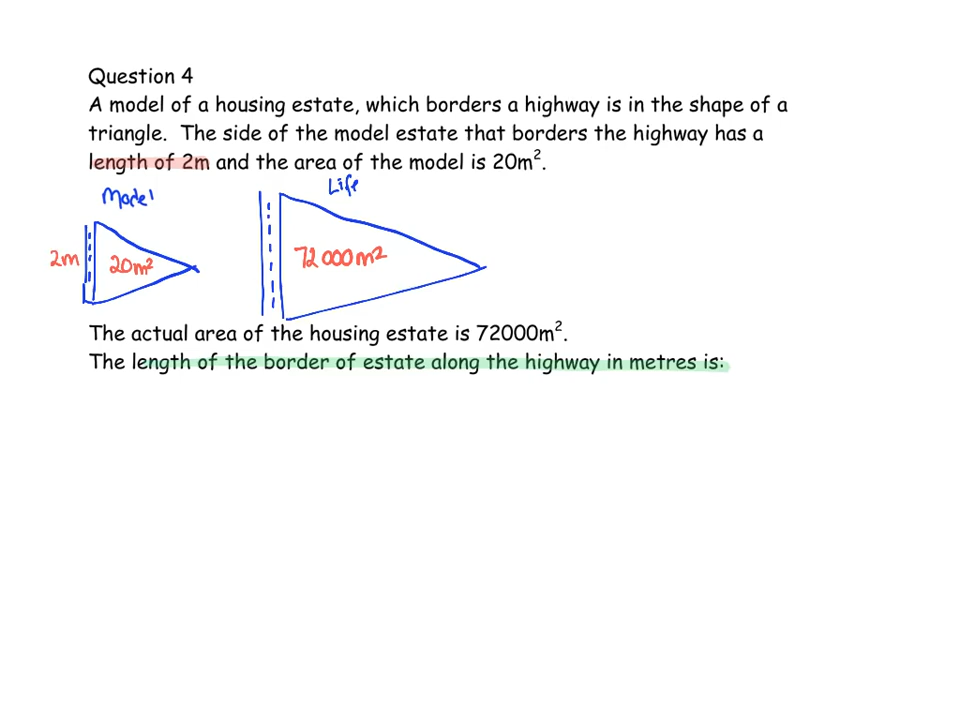 Question 4
A model of a housing estate, which borders a highway is in the shape of a
triangle. The side of the model estate that borders the highway has a
length of 2m and the area of the model is 20m².
Model
Life
2m
20m²
72000m²
The actual area of the housing estate is 72000m².
The length of the border of estate along the highway in metres is: